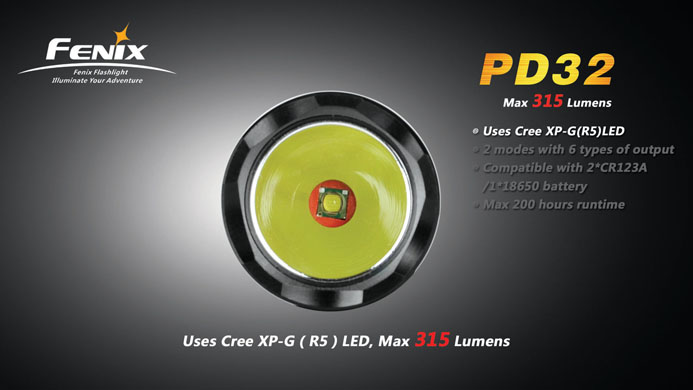 FENIX
Fenix Flashlight
Illuminate Your Adventure
PD32
Max 315 Lumens
Uses Cree XP-G(R5)LED
2 modes with 6 types of output
Compatible with 2*CR123A
/1*18650 battery
Max 200 hours runtime
Uses Cree XP-G ( R5 ) LED, Max 315 Lumens